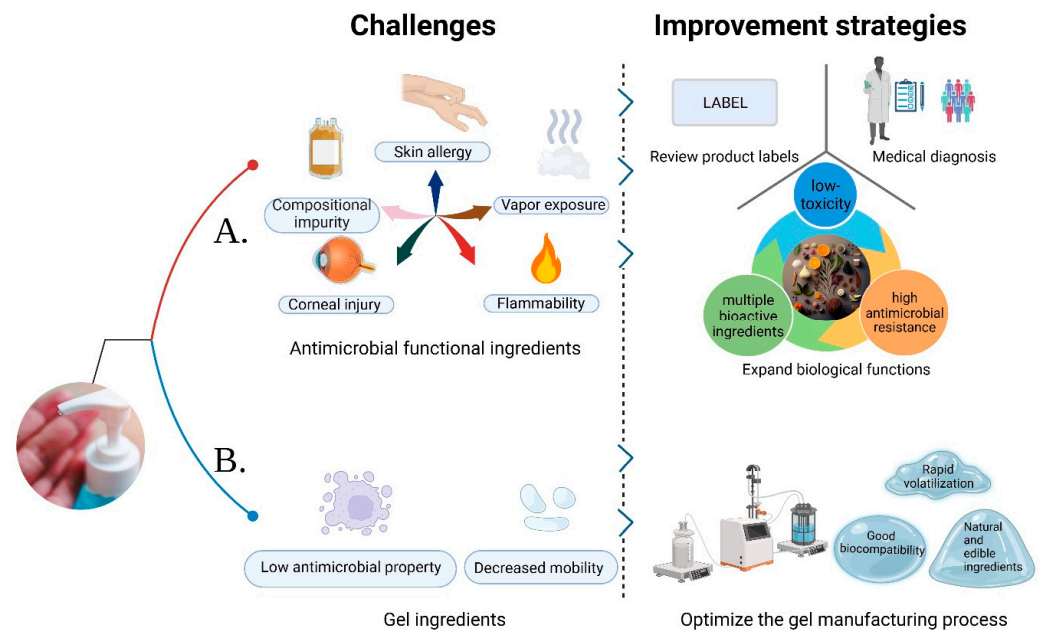 Challenges
Improvement strategies
LABEL
Skin allergy
Review product labels
Medical diagnosis
Compositional
impurity
Vapor exposure
low-
toxicity
A.
Corneal injury
Flammability
multiple
bioactive
ingredients
high
antimicrobial
resistance
Antimicrobial functional ingredients
Expand biological functions
B.
Rapid
volatilization
Good
biocompatibility
Natural
and
edible
ingredients
Low antimicrobial property
Decreased mobility
Gel ingredients
Optimize the gel manufacturing process